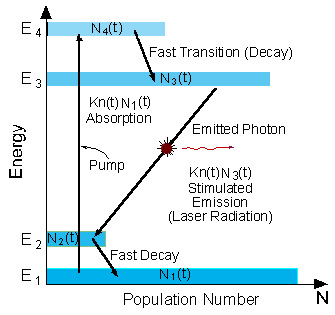 E4
N4(t)
Fast Transition (Decay)
E3
N3(t)
Kn(t)N1(t)
Absorption
Emitted Photon
Energy
Pump
Kn(t)N3(t)
Stimulated
Emission
(Laser Radiation)
E2
N2(t)
Fast Decay
E1
N1(t)
Population Number
N